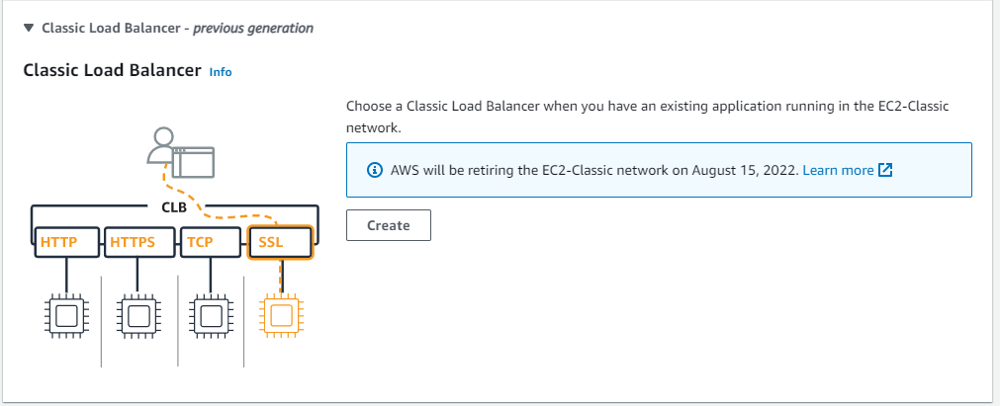 Classic Load Balancer - previous generation
Classic Load Balancer Info
Choose a Classic Load Balancer when you have an existing application running in the EC2-Classic
network.
AWS will be retiring the EC2-Classic network on August 15, 2022. Learn more
Create
CLB
HTTP HTTPS TCP SSL